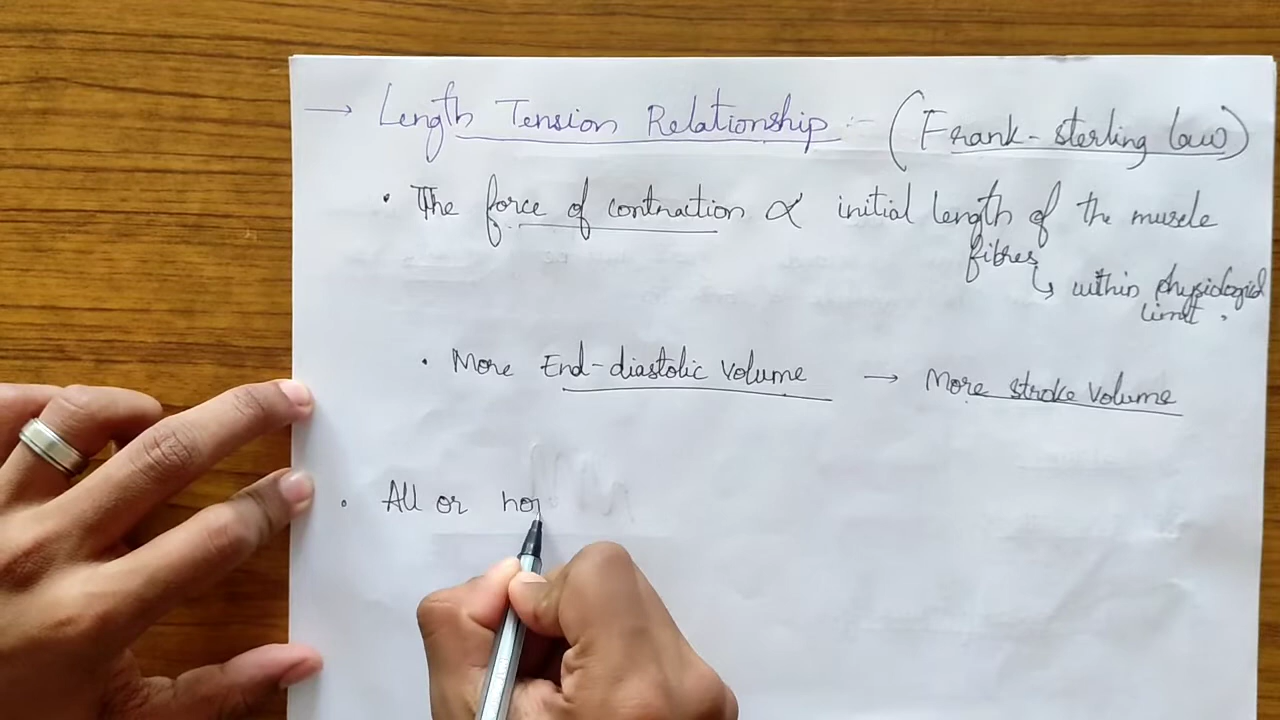 → Length Tension Relationship :- (Frank-sterling law)
• The force of contraction ∝ initial length of the muscle
fibres
↳ within physiological
limit.
• More End-diastolic volume → More stroke volume
• All or non